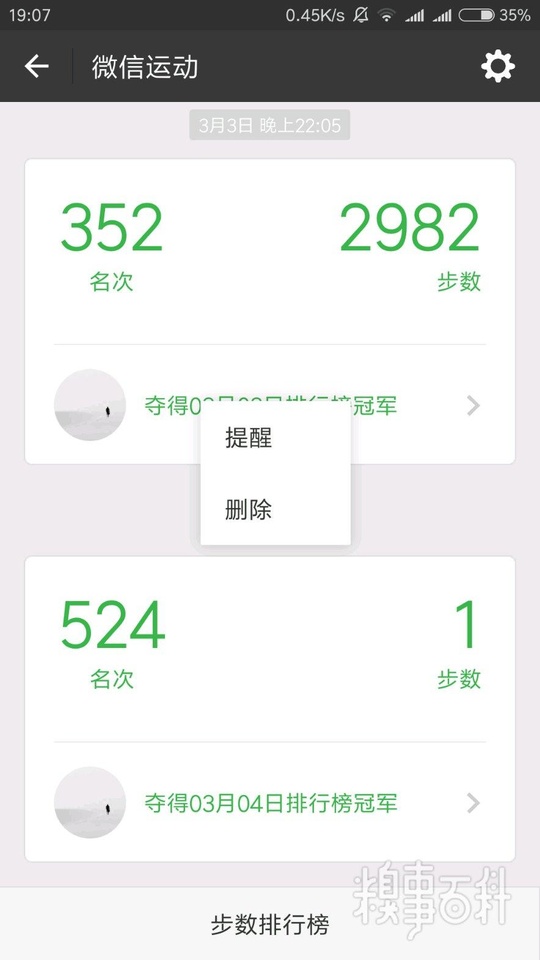 19:07 0.45K/s 35%
微信运动
3月3日 晚上22:05
352 2982
名次 步数
夺得03月03日排行榜冠军
提醒
删除
524 1
名次 步数
夺得03月04日排行榜冠军
步数排行榜
糗事百科